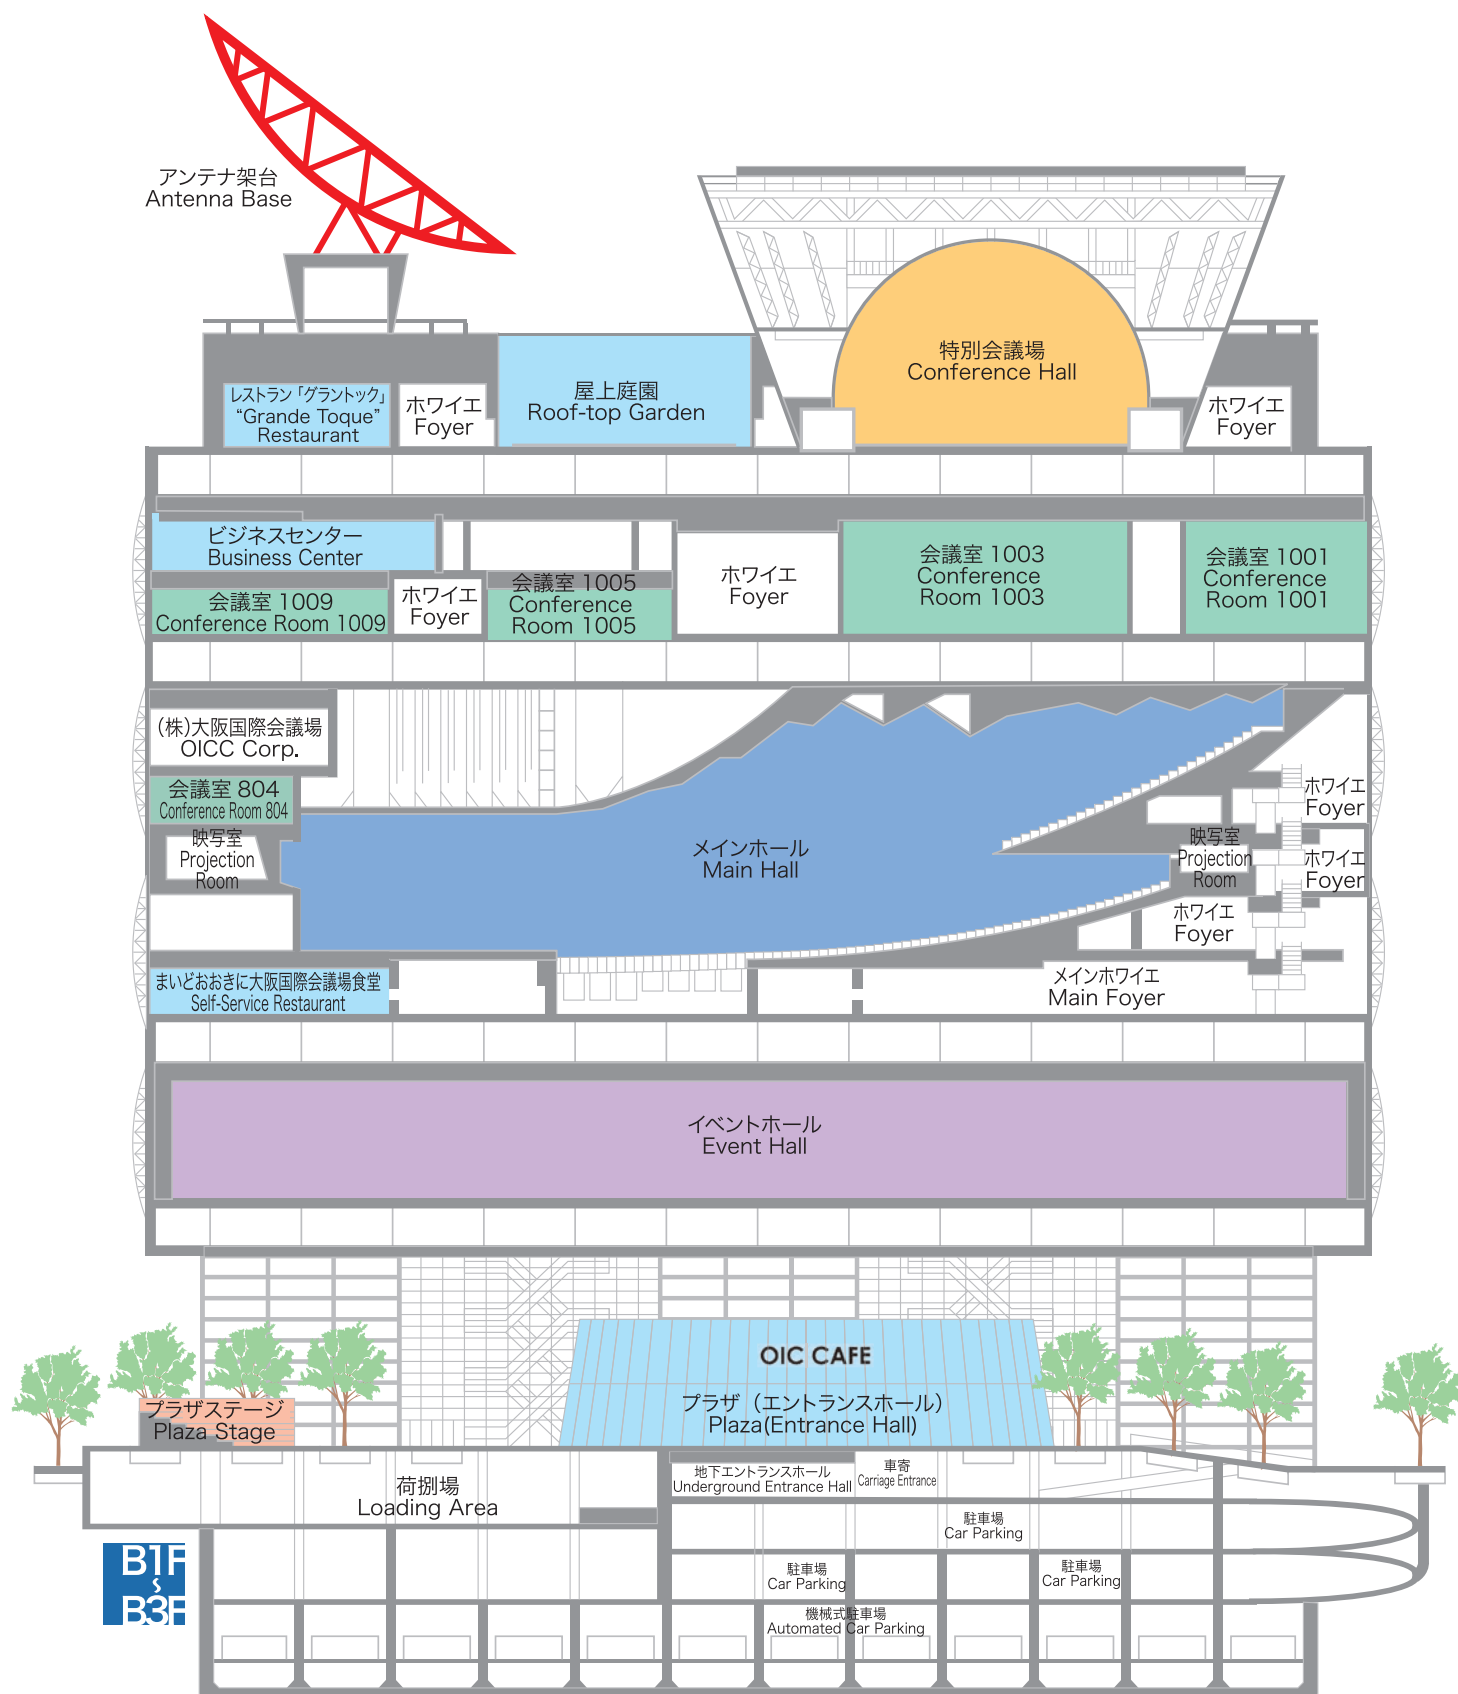 アンテナ架台
Antenna Base
特別会議場
Conference Hall
レストラン「グラントック」
“Grande Toque”
Restaurant
ホワイエ
Foyer
屋上庭園
Roof-top Garden
ホワイエ
Foyer
ビジネスセンター
Business Center
会議室 1009
Conference Room 1009
ホワイエ
Foyer
会議室 1005
Conference
Room 1005
ホワイエ
Foyer
会議室 1003
Conference
Room 1003
会議室 1001
Conference
Room 1001
(株)大阪国際会議場
OICC Corp.
会議室 804
Conference Room 804
映写室
Projection
Room
メインホール
Main Hall
ホワイエ
Foyer
映写室
Projection
Room
ホワイエ
Foyer
ホワイエ
Foyer
まいどおおきに大阪国際会議場食堂
Self-Service Restaurant
メインホワイエ
Main Foyer
イベントホール
Event Hall
OIC CAFE
プラザ（エントランスホール）
Plaza(Entrance Hall)
プラザステージ
Plaza Stage
荷捌場
Loading Area
地下エントランスホール
Underground Entrance Hall
車寄
Carriage Entrance
駐車場
Car Parking
駐車場
Car Parking
駐車場
Car Parking
機械式駐車場
Automated Car Parking
B1F
~
B3F